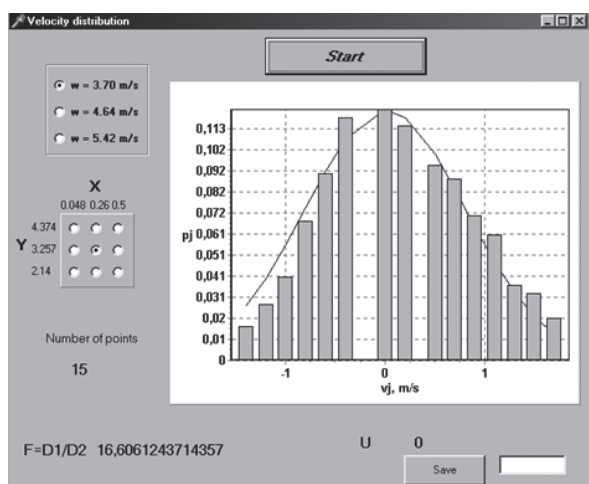 Velocity distribution
Start
w = 3.70 m/s
w = 4.64 m/s
w = 5.42 m/s
X
0.048 0.26 0.5
Y
4.374
3.257
2.14
Number of points
15
0,113
0,102
0,092
0,082
0,072
pj 0,061
0,051
0,041
0,031
0,02
0,01
0
-1 0 1
vj, m/s
F=D1/D2 16,6061243714357
U 0
Save